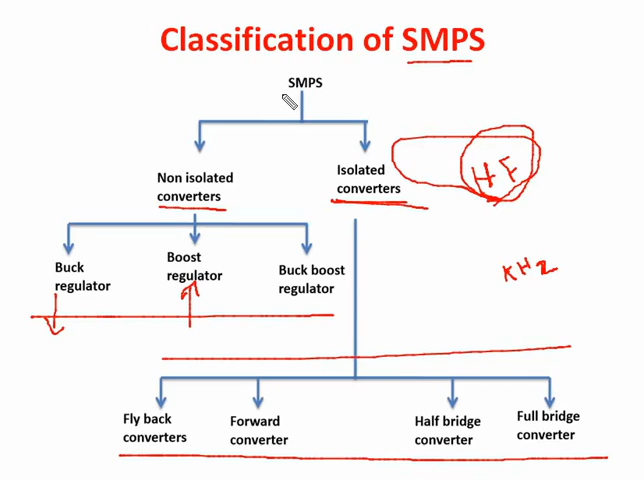 Classification of SMPS
SMPS
Non isolated
converters
Isolated
converters
HF
Buck
regulator
Boost
regulator
Buck boost
regulator
KHz
Fly back
converters
Forward
converter
Half bridge
converter
Full bridge
converter